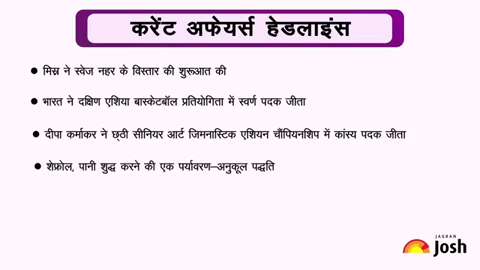 करेंट अफेयर्स हेडलाइंस
● मिस्र ने स्वेज नहर के विस्तार की शुरूआत की
● भारत ने दक्षिण एशिया बास्केटबॉल प्रतियोगिता में स्वर्ण पदक जीता
● दीपा कर्माकर ने छ्ठी सीनियर आर्ट जिमनास्टिक एशियन चौंपियनशिप में कांस्य पदक जीता
● शेफ्रोल, पानी शुद्ध करने की एक पर्यावरण–अनुकूल पद्धति
JAGRAN
Josh